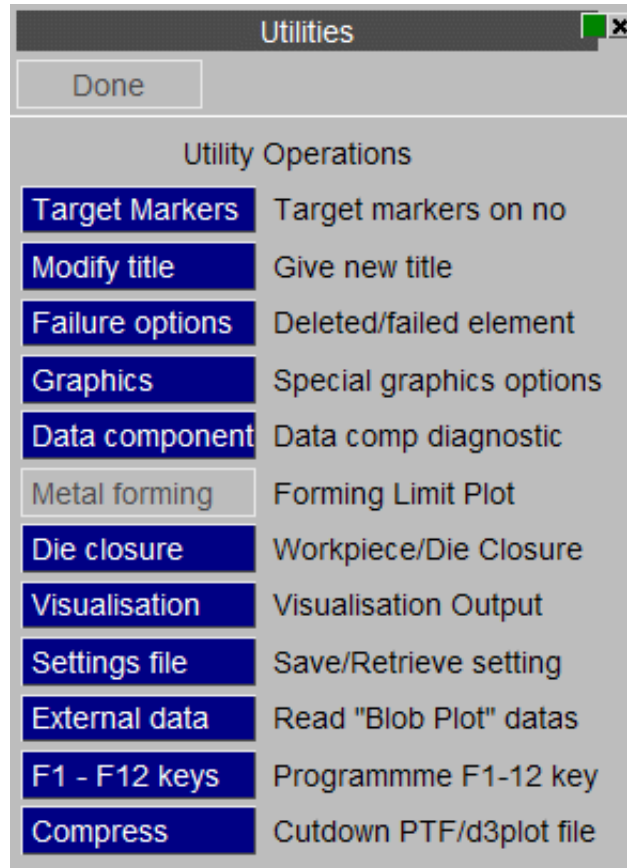 Utilities
Done
Utility Operations
Target Markers Target markers on no
Modify title Give new title
Failure options Deleted/failed element
Graphics Special graphics options
Data component Data comp diagnostic
Metal forming Forming Limit Plot
Die closure Workpiece/Die Closure
Visualisation Visualisation Output
Settings file Save/Retrieve setting
External data Read "Blob Plot" datas
F1 - F12 keys Programmme F1-12 key
Compress Cutdown PTF/d3plot file